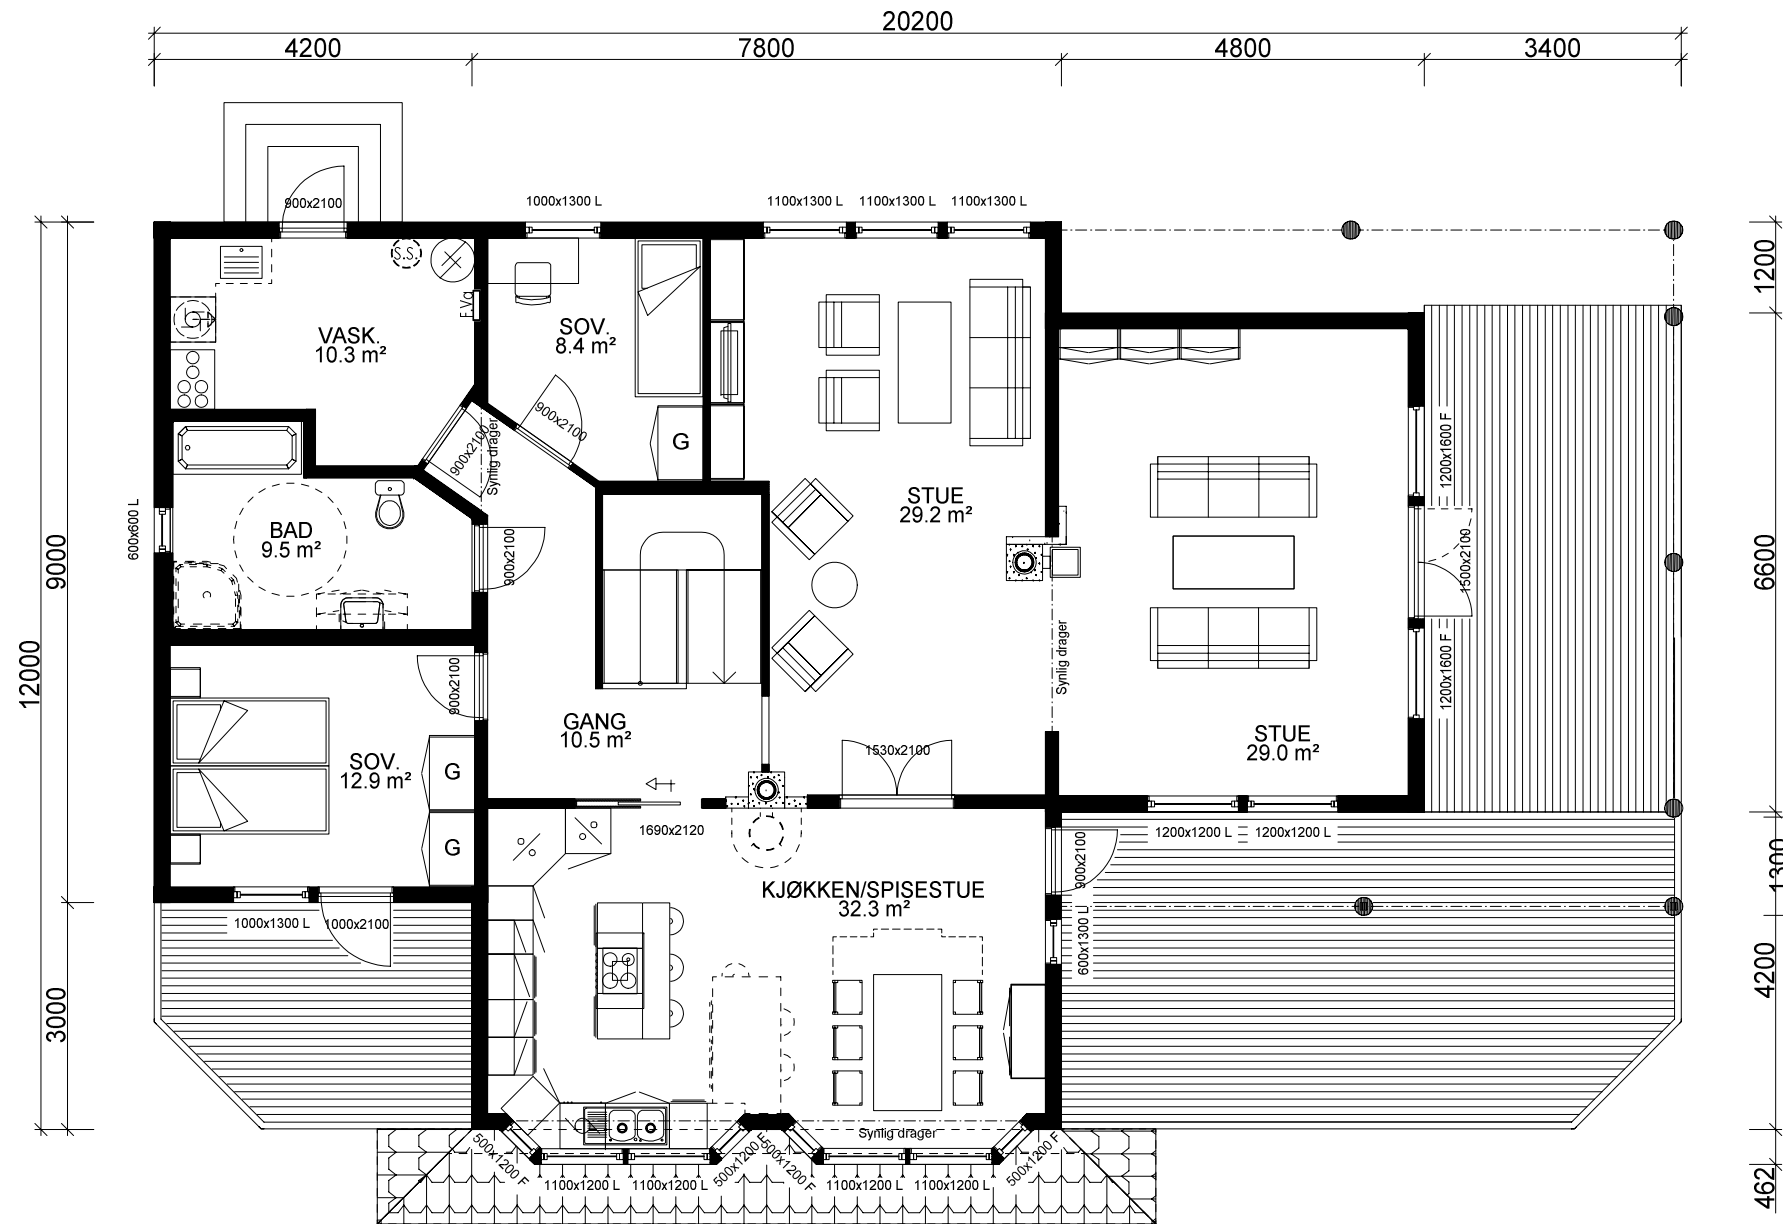 20200
4200
7800
4800
3400
900x2100
1000x1300 L
1100x1300 L
1100x1300 L
1100x1300 L
9000
12000
3000
1200
6600
1300
4200
462
S.S.
F.Vg
VASK.
10.3 m²
SOV.
8.4 m²
900x2100
G
900x2100
Synlig drager
STUE
29.2 m²
600x600 L
BAD
9.5 m²
900x2100
1200x1600 F
1500x2100
1200x1600 F
Synlig drager
900x2100
GANG
10.5 m²
STUE
29.0 m²
SOV.
12.9 m²
G
G
1530x2100
1690x2120
1200x1200 L
1200x1200 L
900x2100
KJØKKEN/SPISESTUE
32.3 m²
600x1300 L
1000x1300 L
1000x2100
Synlig drager
500x1200 F
1100x1200 L
1100x1200 L
500x1200 F
500x1200 F
1100x1200 L
1100x1200 L
500x1200 F